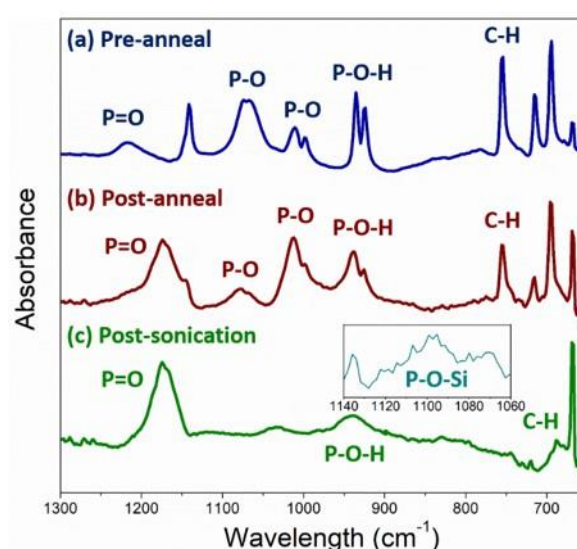 (a) Pre-anneal
C-H
P-O
P-O-H
P=O
P-O
(b) Post-anneal
P-O
P-O-H
C-H
P=O
P-O
(c) Post-sonication
P=O
P-O-Si
1140 1120 1100 1080 1060
C-H
P-O-H
1300 1200 1100 1000 900 800 700
Wavelength (cm-1)
Absorbance